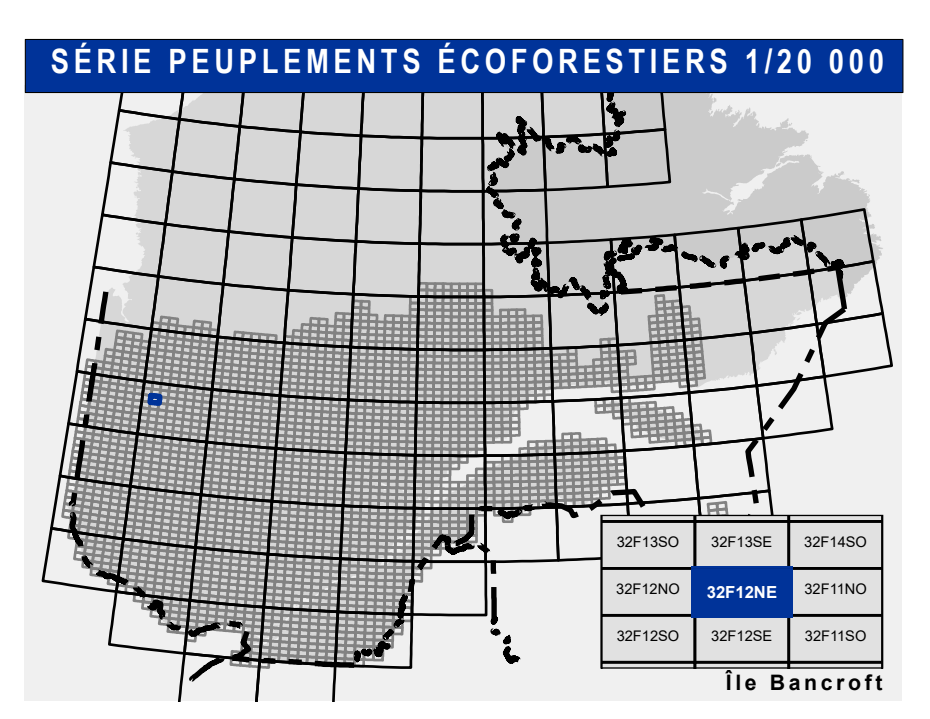 SÉRIE PEUPLEMENTS ÉCOFORESTIERS 1/20 000
32F13SO 32F13SE 32F14SO
32F12NO 32F12NE 32F11NO
32F12SO 32F12SE 32F11SO
Île Bancroft